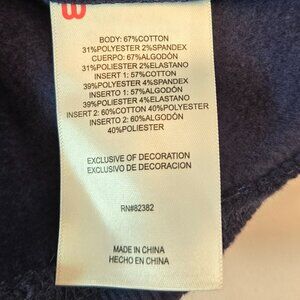 BODY: 67%COTTON
31%POLYESTER 2%SPANDEX
CUERPO: 67%ALGODÓN
31%POLIESTER 2%ELASTANO
INSERT 1: 57%COTTON
39%POLYESTER 4%SPANDEX
INSERTO 1: 57%ALGODÓN
39%POLIESTER 4%ELASTANO
INSERT 2: 60%COTTON 40%POLYESTER
INSERTO 2: 60%ALGODÓN
40%POLIESTER
EXCLUSIVE OF DECORATION
EXCLUSIVO DE DECORACIÓN
RN#82382
MADE IN CHINA
HECHO EN CHINA